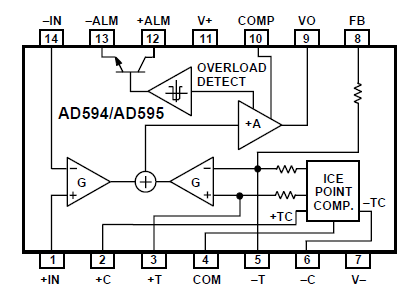 –IN –ALM +ALM V+ COMP VO FB
14 13 12 11 10 9 8
OVERLOAD
DETECT
AD594/AD595
+A
– –
G + G
+ +
ICE
POINT
COMP.
–TC
+TC
1 2 3 4 5 6 7
+IN +C +T COM –T –C V–